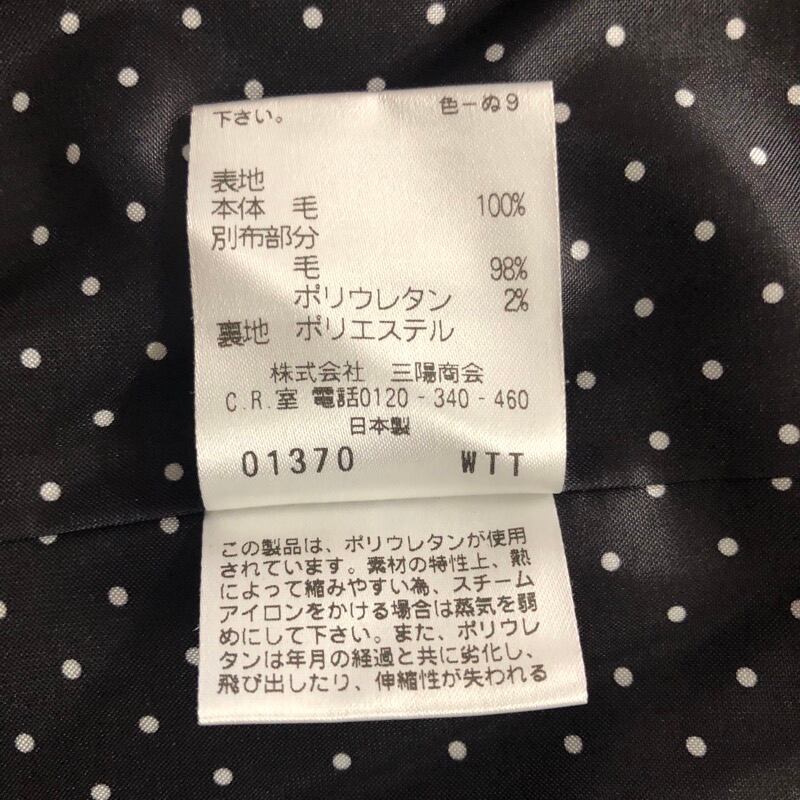 下さい。 色-ぬ9
表地
本体 毛 100%
別布部分
毛 98%
ポリウレタン 2%
裏地 ポリエステル
株式会社 三陽商会
C.R.室 電話0120-340-460
日本製
01370 WTT
この製品は、ポリウレタンが使用
されています。素材の特性上、熱
によって縮みやすい為、スチーム
アイロンをかける場合は蒸気を弱
めにして下さい。また、ポリウレ
タンは年月の経過と共に劣化し、
飛び出したり、伸縮性が失われる